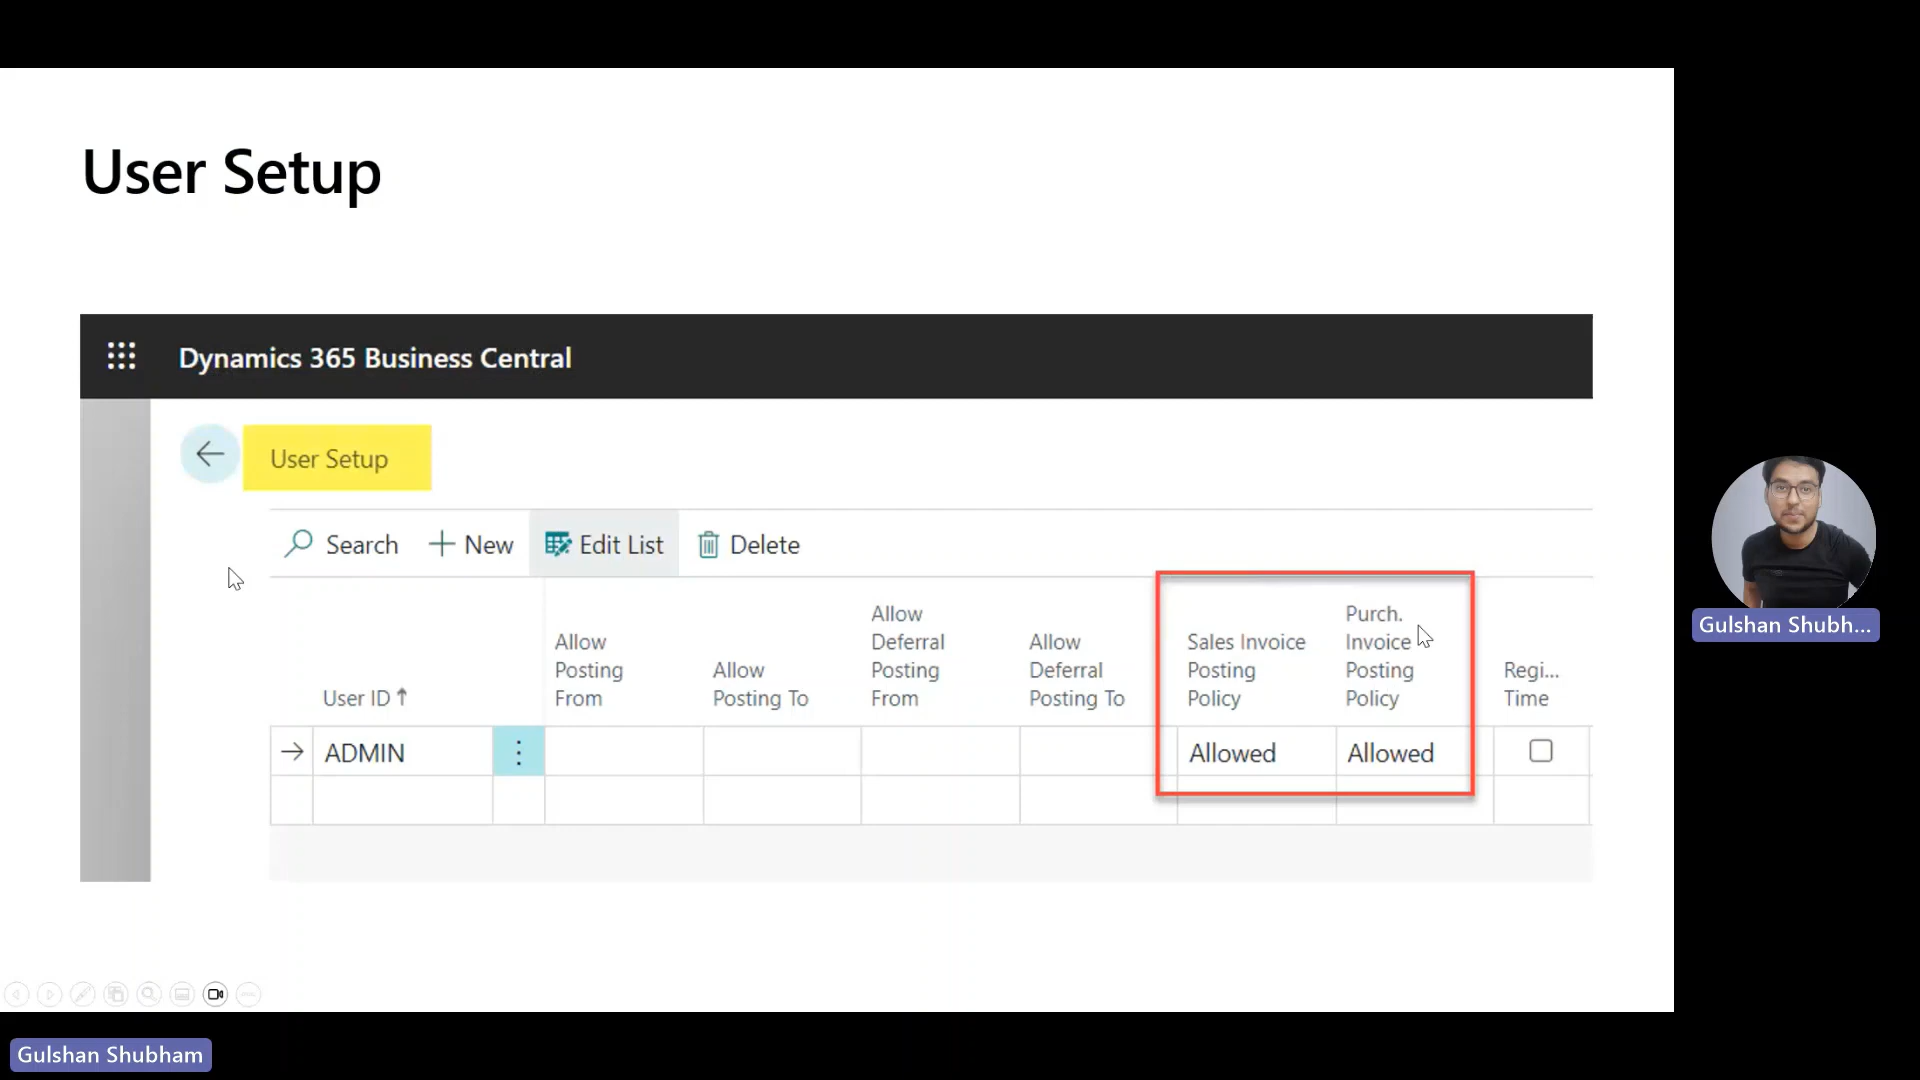 User Setup
Dynamics 365 Business Central
User Setup
Search
New
Edit List
Delete
User ID ↑
Allow
Posting
From
Allow
Posting To
Allow
Deferral
Posting
From
Allow
Deferral
Posting To
Sales Invoice
Posting
Policy
Purch.
Invoice
Posting
Policy
Regi...
Time
ADMIN
Allowed
Allowed
Gulshan Shubh...
Gulshan Shubham